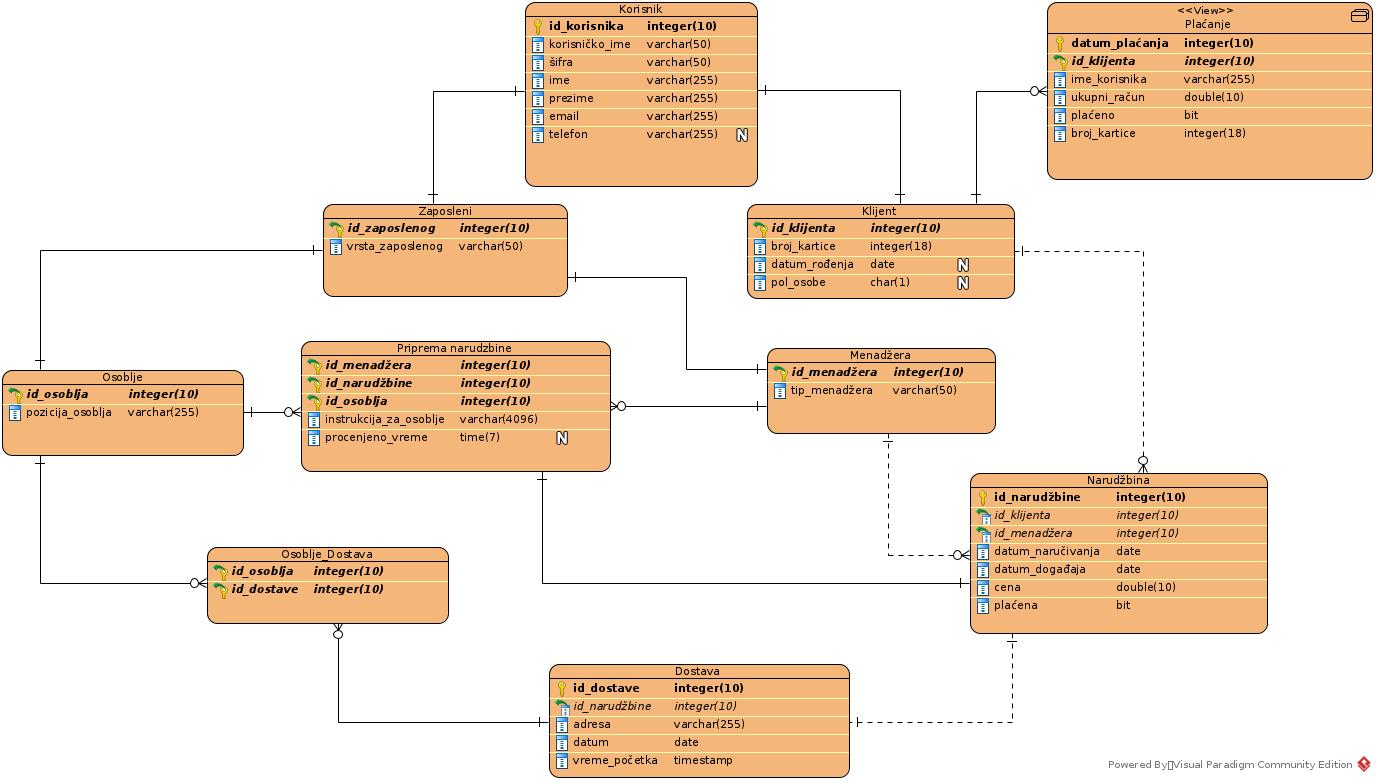 Korisnik
id_korisnika integer(10)
korisničko_ime varchar(50)
šifra varchar(50)
ime varchar(255)
prezime varchar(255)
email varchar(255)
telefon varchar(255) N
<<View>>
Plaćanje
datum_plaćanja integer(10)
id_klijenta integer(10)
ime_korisnika varchar(255)
ukupni_račun double(10)
plaćeno bit
broj_kartice integer(18)
Zaposleni
id_zaposlenog integer(10)
vrsta_zaposlenog varchar(50)
Klijent
id_klijenta integer(10)
broj_kartice integer(18)
datum_rođenja date N
pol_osobe char(1) N
Osoblje
id_osoblja integer(10)
pozicija_osoblja varchar(255)
Priprema narudzbine
id_menadžera integer(10)
id_narudžbine integer(10)
id_osoblja integer(10)
instrukcija_za_osoblje varchar(4096)
procenjeno_vreme time(7) N
Menadžera
id_menadžera integer(10)
tip_menadžera varchar(50)
Narudžbina
id_narudžbine integer(10)
id_klijenta integer(10)
id_menadžera integer(10)
datum_naručivanja date
datum_događaja date
cena double(10)
plaćena bit
Osoblje_Dostava
id_osoblja integer(10)
id_dostave integer(10)
Dostava
id_dostave integer(10)
id_narudžbine integer(10)
adresa varchar(255)
datum date
vreme_početka timestamp
Powered By▯Visual Paradigm Community Edition